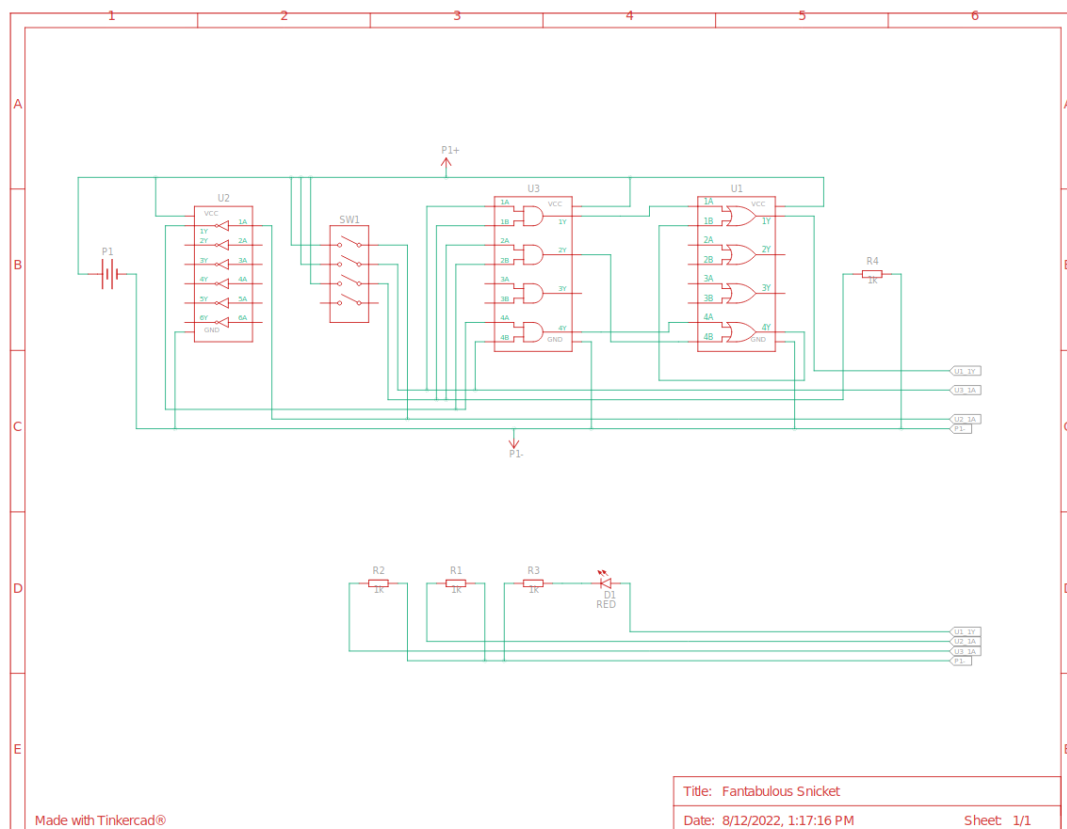 1 2 3 4 5 6
A
B
C
D
E
P1+
P1
U2
VCC
1Y 1A
2Y 2A
3Y 3A
4Y 4A
5Y 5A
6Y 6A
GND
SW1
U3
1A VCC
1B 1Y
2A 2Y
2B
3A 3Y
3B
4A 4Y
4B GND
U1
1A VCC
1B 1Y
2A 2Y
2B
3A 3Y
3B
4A 4Y
4B GND
R4
1k
U1_1Y
U3_1A
U2_1A
P1-
P1-
R2
1k
R1
1k
R3
1k
D1
RED
U1_1Y
U2_1A
U3_1A
P1-
Title: Fantabulous Snicket
Made with Tinkercad®
Date: 8/12/2022, 1:17:16 PM Sheet: 1/1